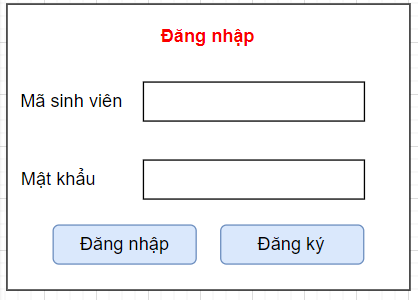 Đăng nhập
Mã sinh viên
Mật khẩu
Đăng nhập
Đăng ký